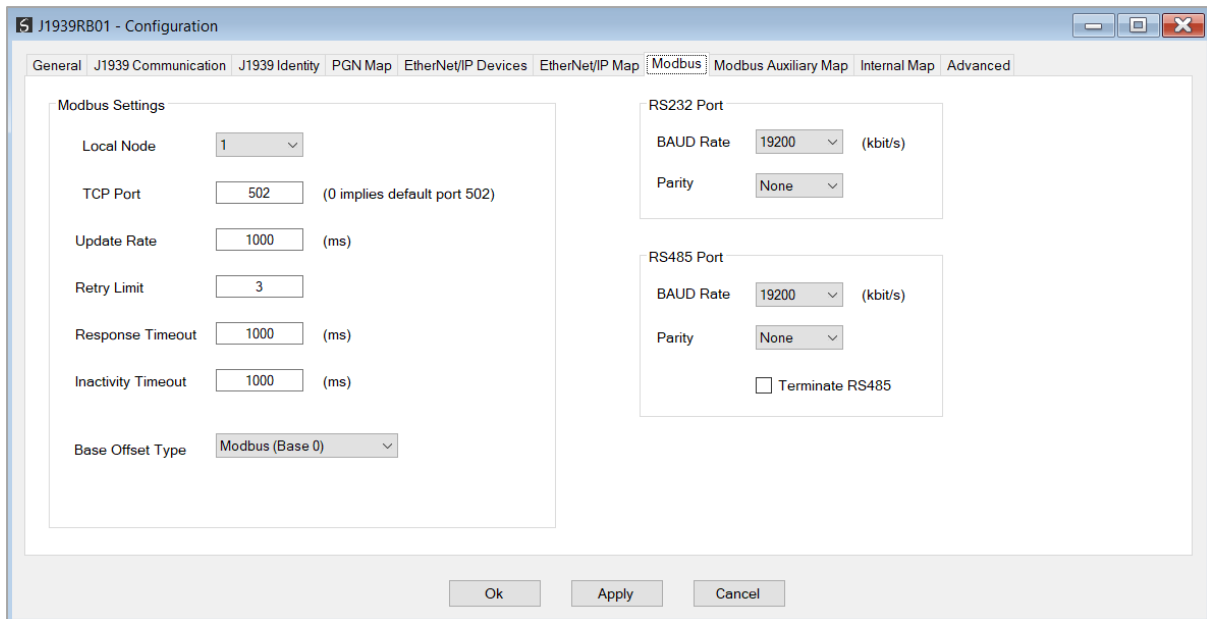 J1939RB01 - Configuration
General J1939 Communication J1939 Identity PGN Map EtherNet/IP Devices EtherNet/IP Map Modbus Modbus Auxiliary Map Internal Map Advanced
Modbus Settings
Local Node 1
TCP Port 502 (0 implies default port 502)
Update Rate 1000 (ms)
Retry Limit 3
Response Timeout 1000 (ms)
Inactivity Timeout 1000 (ms)
Base Offset Type Modbus (Base 0)
RS232 Port
BAUD Rate 19200 (kbit/s)
Parity None
RS485 Port
BAUD Rate 19200 (kbit/s)
Parity None
Terminate RS485
Ok Apply Cancel